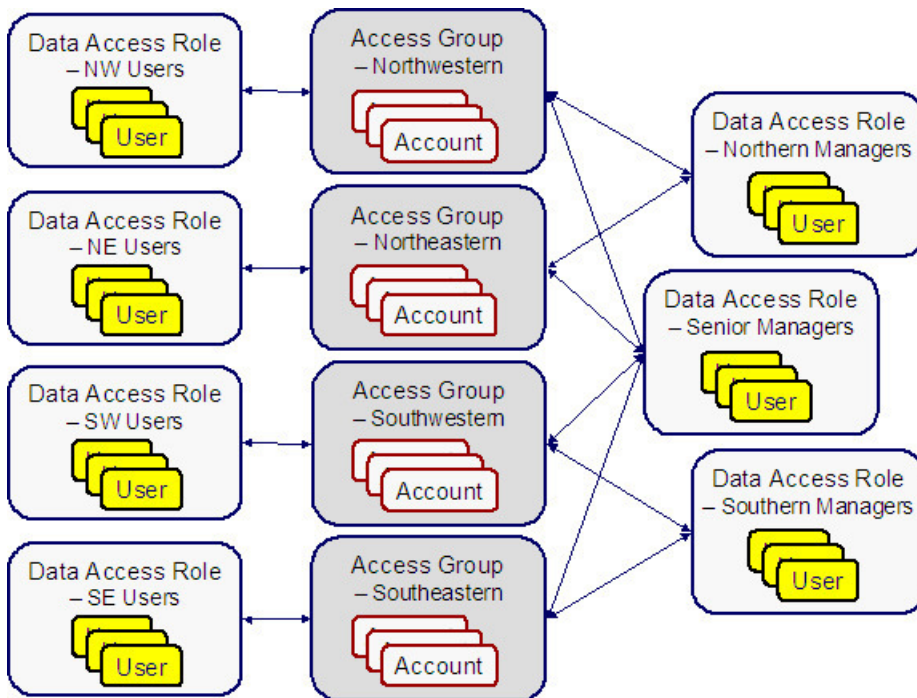 Data Access Role
– NW Users
User
Access Group
– Northwestern
Account
Data Access Role
– Northern Managers
User
Data Access Role
– NE Users
User
Access Group
– Northeastern
Account
Data Access Role
– Senior Managers
User
Data Access Role
– SW Users
User
Access Group
– Southwestern
Account
Data Access Role
– Southern Managers
User
Data Access Role
– SE Users
User
Access Group
– Southeastern
Account